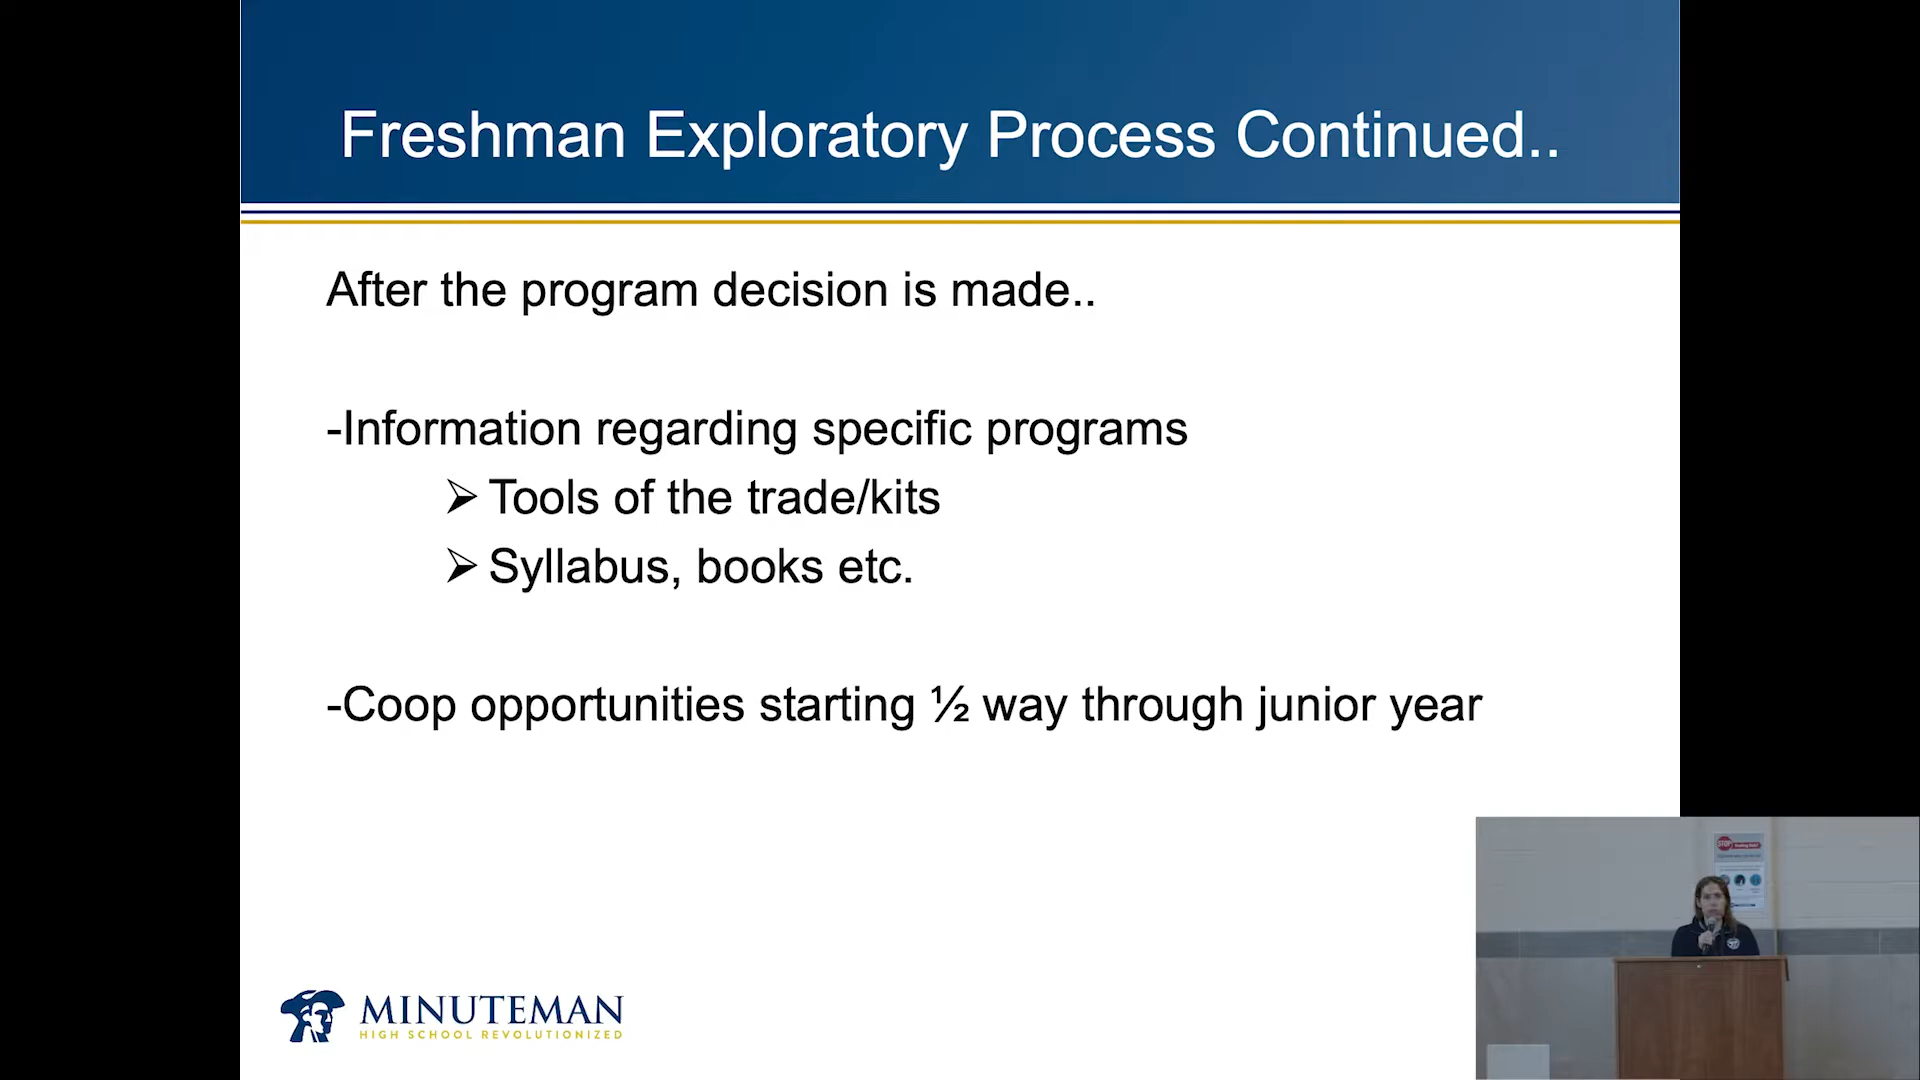 Freshman Exploratory Process Continued..
After the program decision is made..
-Information regarding specific programs
➢ Tools of the trade/kits
➢ Syllabus, books etc.
-Coop opportunities starting ½ way through junior year
MINUTEMAN
HIGH SCHOOL REVOLUTIONIZED
STOP